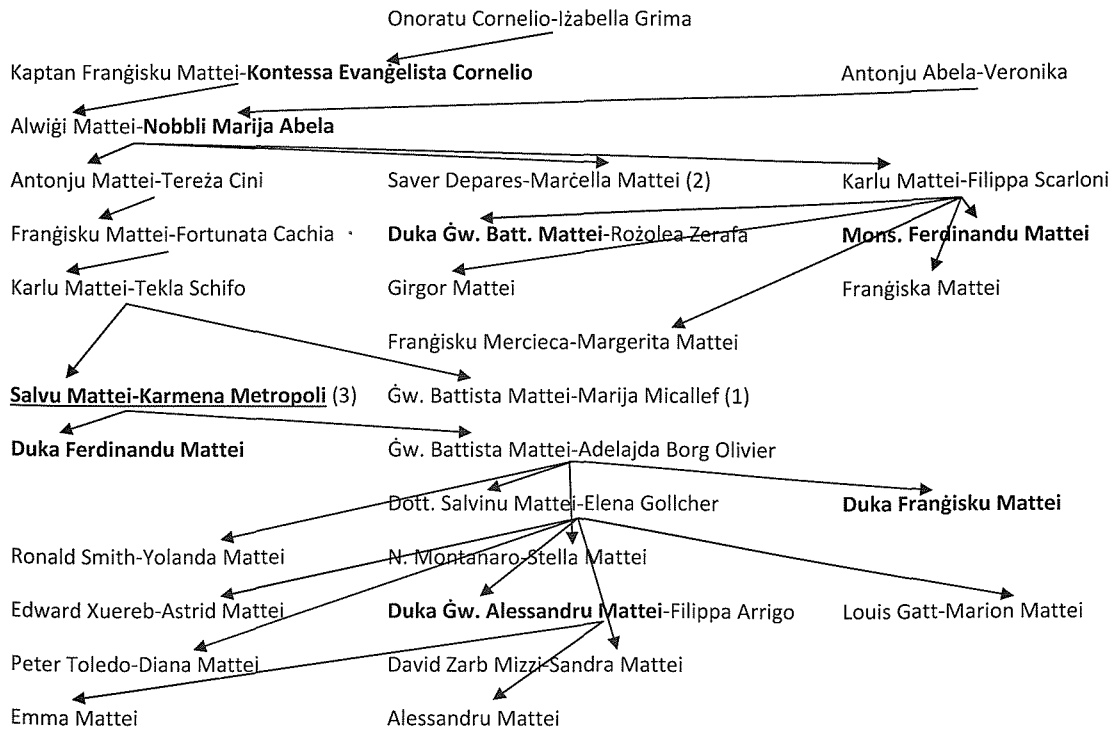 Onoratu Cornelio-Iżabella Grima
Kaptan Franġisku Mattei-Kontessa Evanġelista Cornelio Antonju Abela-Veronika
Alwiġi Mattei-Nobbli Marija Abela
Antonju Mattei-Tereża Cini Saver Depares-Marċella Mattei (2) Karlu Mattei-Filippa Scarloni
Franġisku Mattei-Fortunata Cachia Duka Ġw. Batt. Mattei-Rożolea Zerafa Mons. Ferdinandu Mattei
Karlu Mattei-Tekla Schifo Girgor Mattei Franġiska Mattei
Franġisku Mercieca-Margerita Mattei
Salvu Mattei-Karmena Metropoli (3) Ġw. Battista Mattei-Marija Micallef (1)
Duka Ferdinandu Mattei Ġw. Battista Mattei-Adelajda Borg Olivier
Dott. Salvinu Mattei-Elena Gollcher Duka Franġisku Mattei
Ronald Smith-Yolanda Mattei N. Montanaro-Stella Mattei
Edward Xuereb-Astrid Mattei Duka Ġw. Alessandru Mattei-Filippa Arrigo Louis Gatt-Marion Mattei
Peter Toledo-Diana Mattei David Zarb Mizzi-Sandra Mattei
Emma Mattei Alessandru Mattei